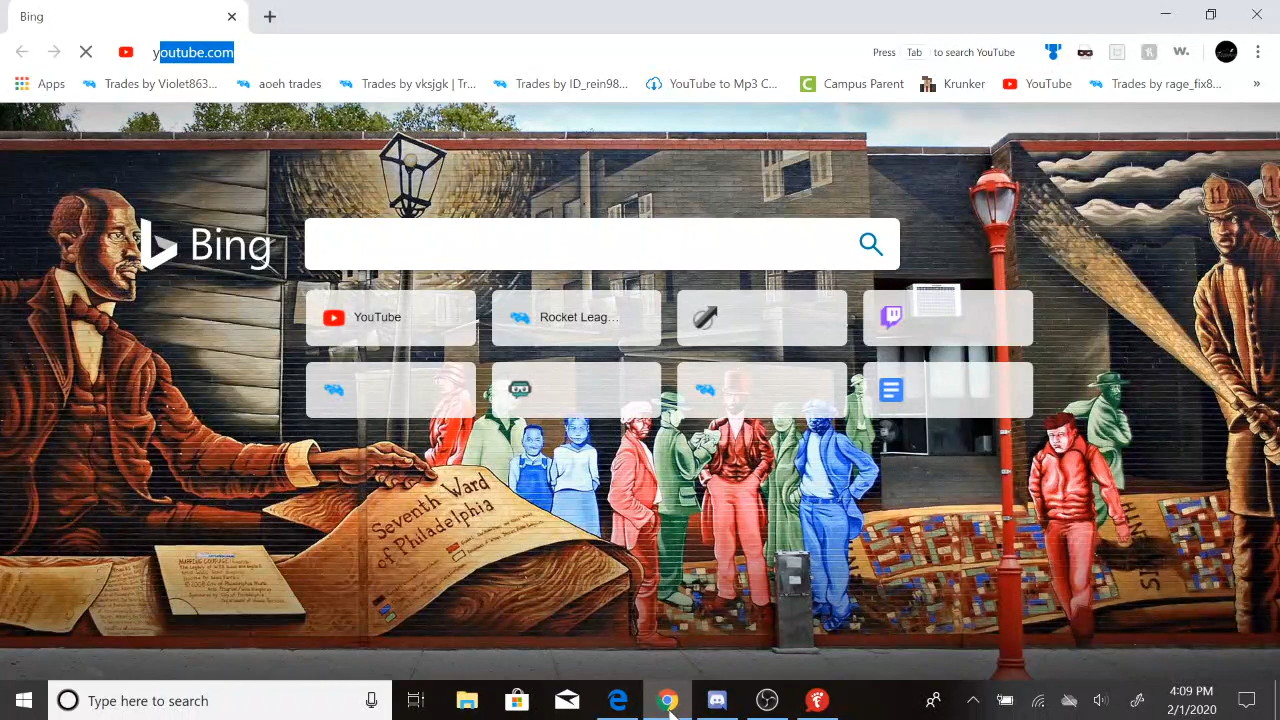 Bing
youtube.com
Press Tab to search YouTube
Apps
Trades by Violet863...
aoeh trades
Trades by vksjgk | Tr...
Trades by ID_rein98...
YouTube to Mp3 C...
Campus Parent
Krunker
YouTube
Trades by rage_fix8...
»
Bing
YouTube
Rocket Leag...
Seventh Ward
of Philadelphia
4:09 PM
Type here to search
2/1/2020